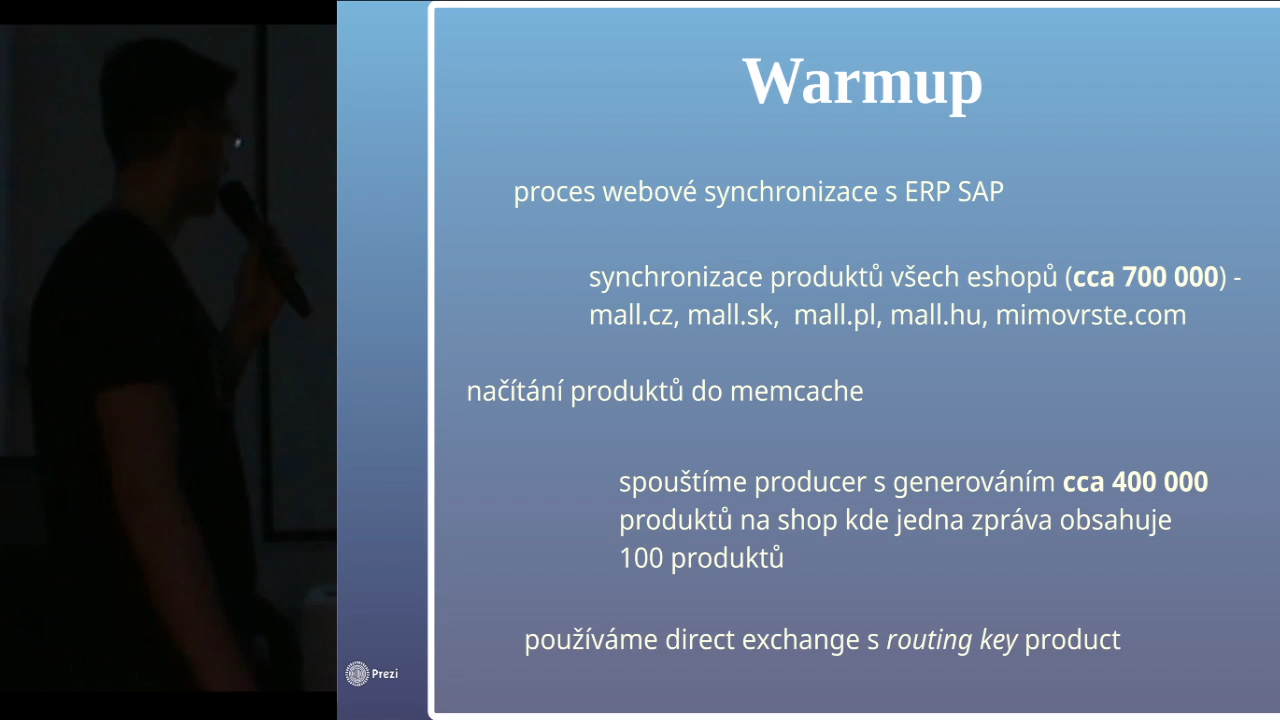 Warmup
proces webové synchronizace s ERP SAP
synchronizace produktů všech eshopů (cca 700 000) -
mall.cz, mall.sk,  mall.pl, mall.hu, mimovrste.com
načítání produktů do memcache
spouštíme producer s generováním cca 400 000
produktů na shop kde jedna zpráva obsahuje
100 produktů
používáme direct exchange s routing key product
Prezi